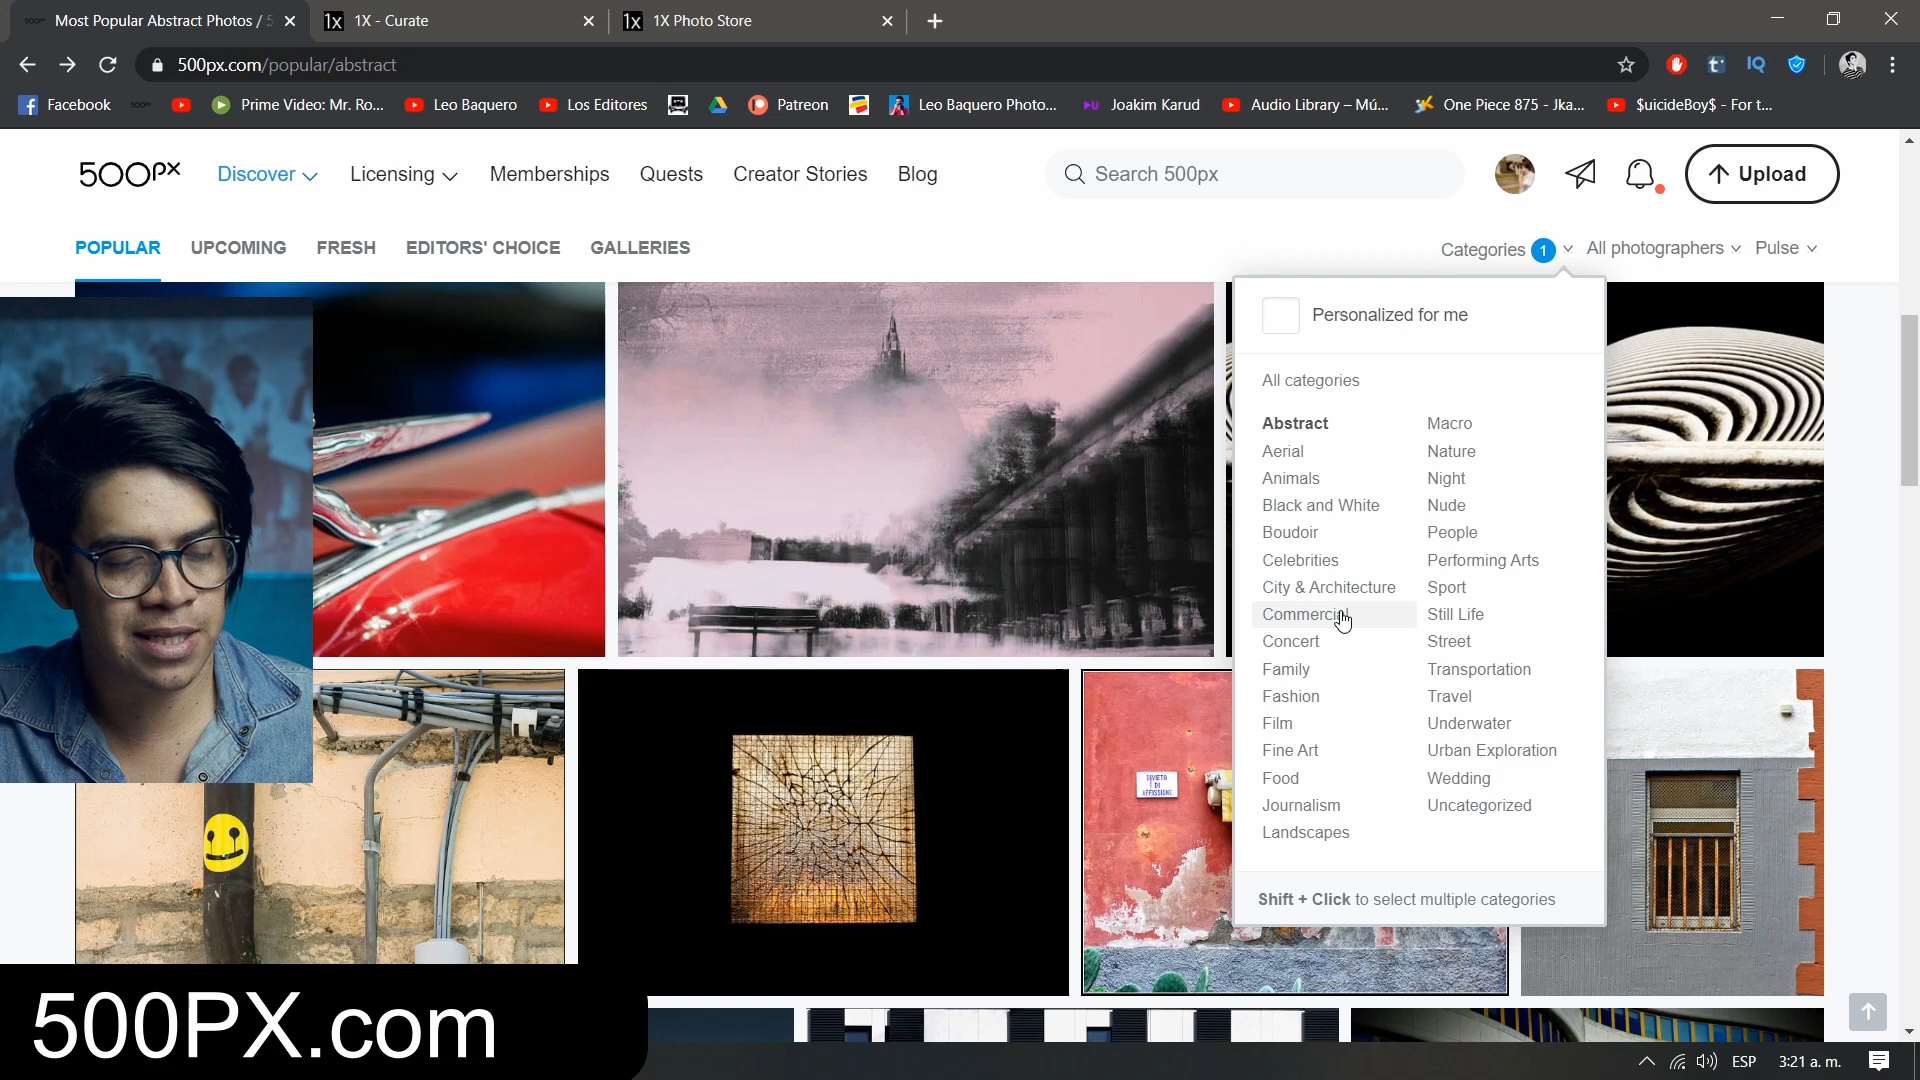 Most Popular Abstract Photos / 5
1X - Curate
1X Photo Store
500px.com/popular/abstract
Facebook
Prime Video: Mr. Ro...
Leo Baquero
Los Editores
Patreon
Leo Baquero Photo...
Joakim Karud
Audio Library – Mú...
One Piece 875 - Jka...
$uicideBoy$ - For t...
500px
Discover
Licensing
Memberships
Quests
Creator Stories
Blog
Search 500px
Upload
POPULAR
UPCOMING
FRESH
EDITORS' CHOICE
GALLERIES
Categories 1
All photographers
Pulse
Personalized for me
All categories
Abstract
Aerial
Animals
Black and White
Boudoir
Celebrities
City & Architecture
Commercial
Concert
Family
Fashion
Film
Fine Art
Food
Journalism
Landscapes
Macro
Nature
Night
Nude
People
Performing Arts
Sport
Still Life
Street
Transportation
Travel
Underwater
Urban Exploration
Wedding
Uncategorized
Shift + Click to select multiple categories
DIVIETO
DI
AFFISSIONE
500PX.com
ESP
3:21 a. m.